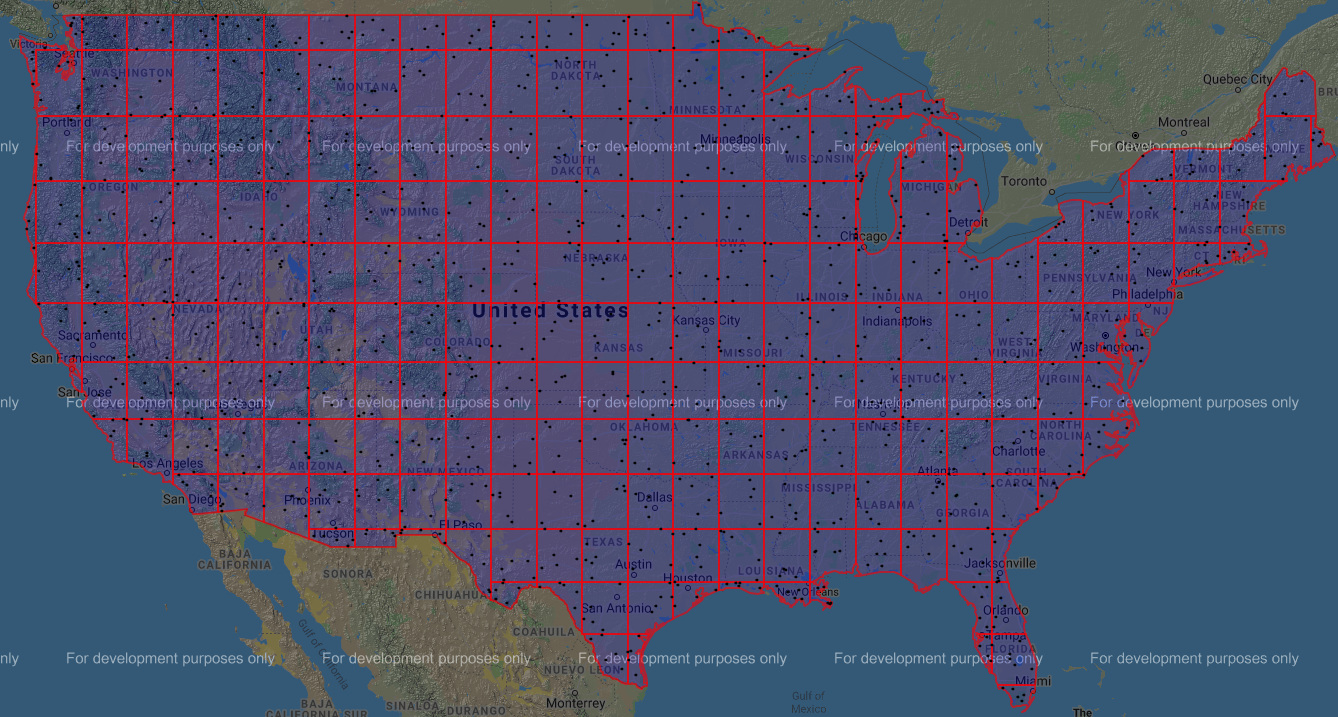 Quebec City
BRU
Victoria
Seattle
WASHINGTON
MONTANA
NORTH
DAKOTA
MINNESOTA
Montreal
Portland
Minneapolis
nly
For development purposes only
For development purposes only
For development purposes only
For development purposes only
For development purposes only
SOUTH
DAKOTA
WISCONSIN
VERMONT
Toronto
OREGON
IDAHO
MICHIGAN
NEW
HAMPSHIRE
WYOMING
NEW YORK
Detroit
Chicago
IOWA
MASSACHUSETTS
NEBRASKA
CT
RI
New York
PENNSYLVANIA
ILLINOIS
INDIANA
OHIO
Philadelphia
NEVADA
United States
NJ
MARYLAND
Kansas City
Indianapolis
UTAH
Sacramento
DE
COLORADO
KANSAS
MISSOURI
WEST
VIRGINIA
Washington
San Francisco
KENTUCKY
VIRGINIA
San Jose
nly
For development purposes only
For development purposes only
For development purposes only
For development purposes only
For development purposes only
OKLAHOMA
TENNESSEE
NORTH
CAROLINA
Charlotte
ARKANSAS
Los Angeles
ARIZONA
NEW MEXICO
Atlanta
SOUTH
CAROLINA
MISSISSIPPI
San Diego
Phoenix
Dallas
ALABAMA
GEORGIA
El Paso
Tucson
TEXAS
BAJA
CALIFORNIA
SONORA
Austin
LOUISIANA
Jacksonville
Houston
CHIHUAHUA
New Orleans
San Antonio
Orlando
COAHUILA
Tampa
FLORIDA
Gulf of
California
nly
For development purposes only
For development purposes only
For development purposes only
For development purposes only
For development purposes only
NUEVO LEON
Miami
Monterrey
Gulf of
Mexico
BAJA
CALIFORNIA SUR
SINALOA
DURANGO
The